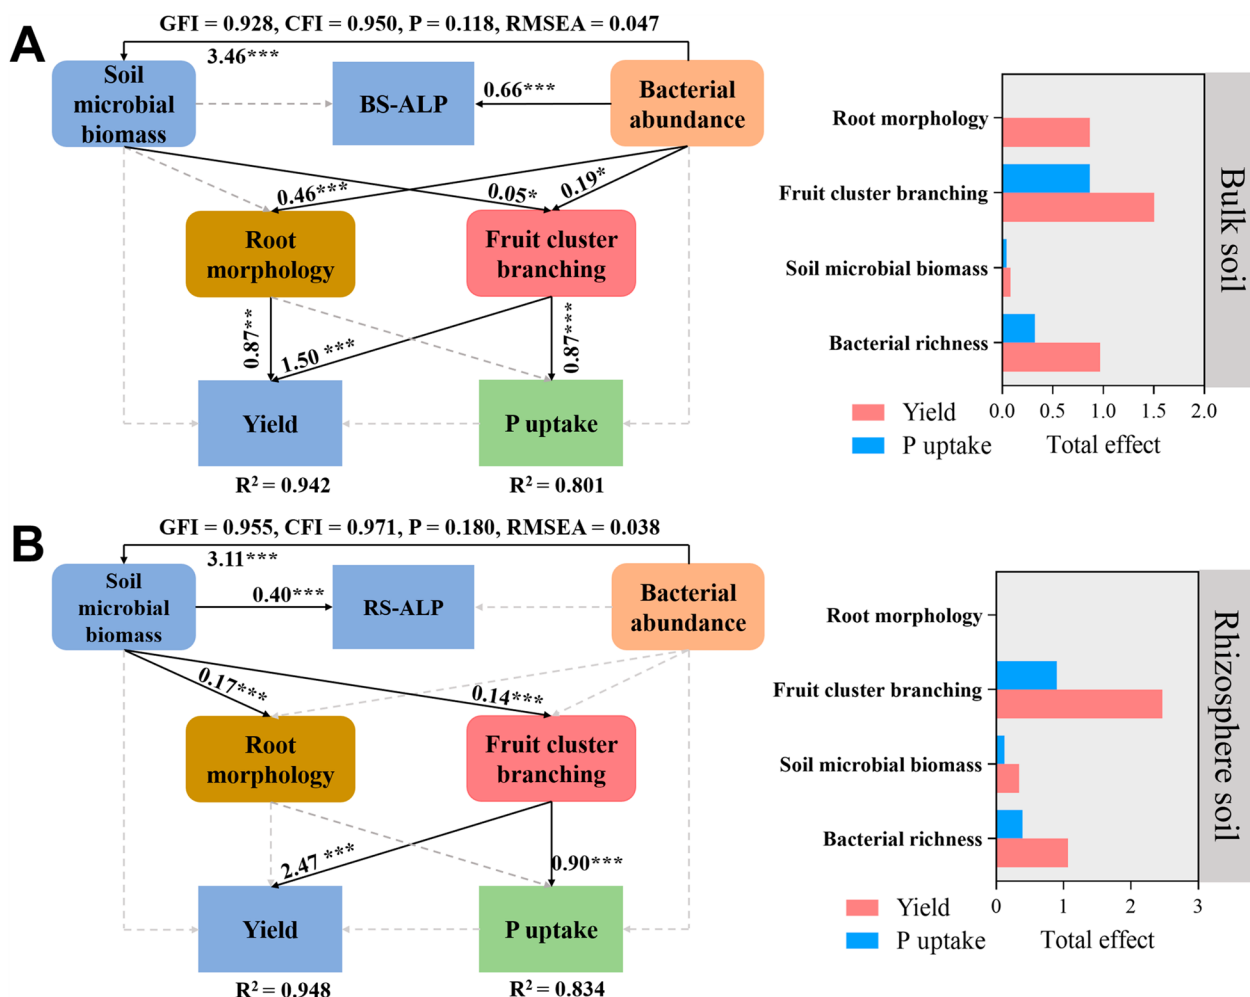 A
GFI = 0.928, CFI = 0.950, P = 0.118, RMSEA = 0.047
3.46***
Soil
microbial
biomass
BS-ALP
0.66***
Bacterial
abundance
0.46***
0.05*
0.19*
Root
morphology
Fruit cluster
branching
0.87**
1.50 ***
0.87***
Yield
P uptake
R² = 0.942
R² = 0.801
Root morphology
Fruit cluster branching
Soil microbial biomass
Bacterial richness
0.0 0.5 1.0 1.5 2.0
Total effect
Yield
P uptake
Bulk soil
B
GFI = 0.955, CFI = 0.971, P = 0.180, RMSEA = 0.038
3.11***
Soil
microbial
biomass
0.40***
RS-ALP
Bacterial
abundance
0.17***
0.14***
Root
morphology
Fruit cluster
branching
2.47 ***
0.90***
Yield
P uptake
R² = 0.948
R² = 0.834
Root morphology
Fruit cluster branching
Soil microbial biomass
Bacterial richness
0 1 2 3
Total effect
Yield
P uptake
Rhizosphere soil